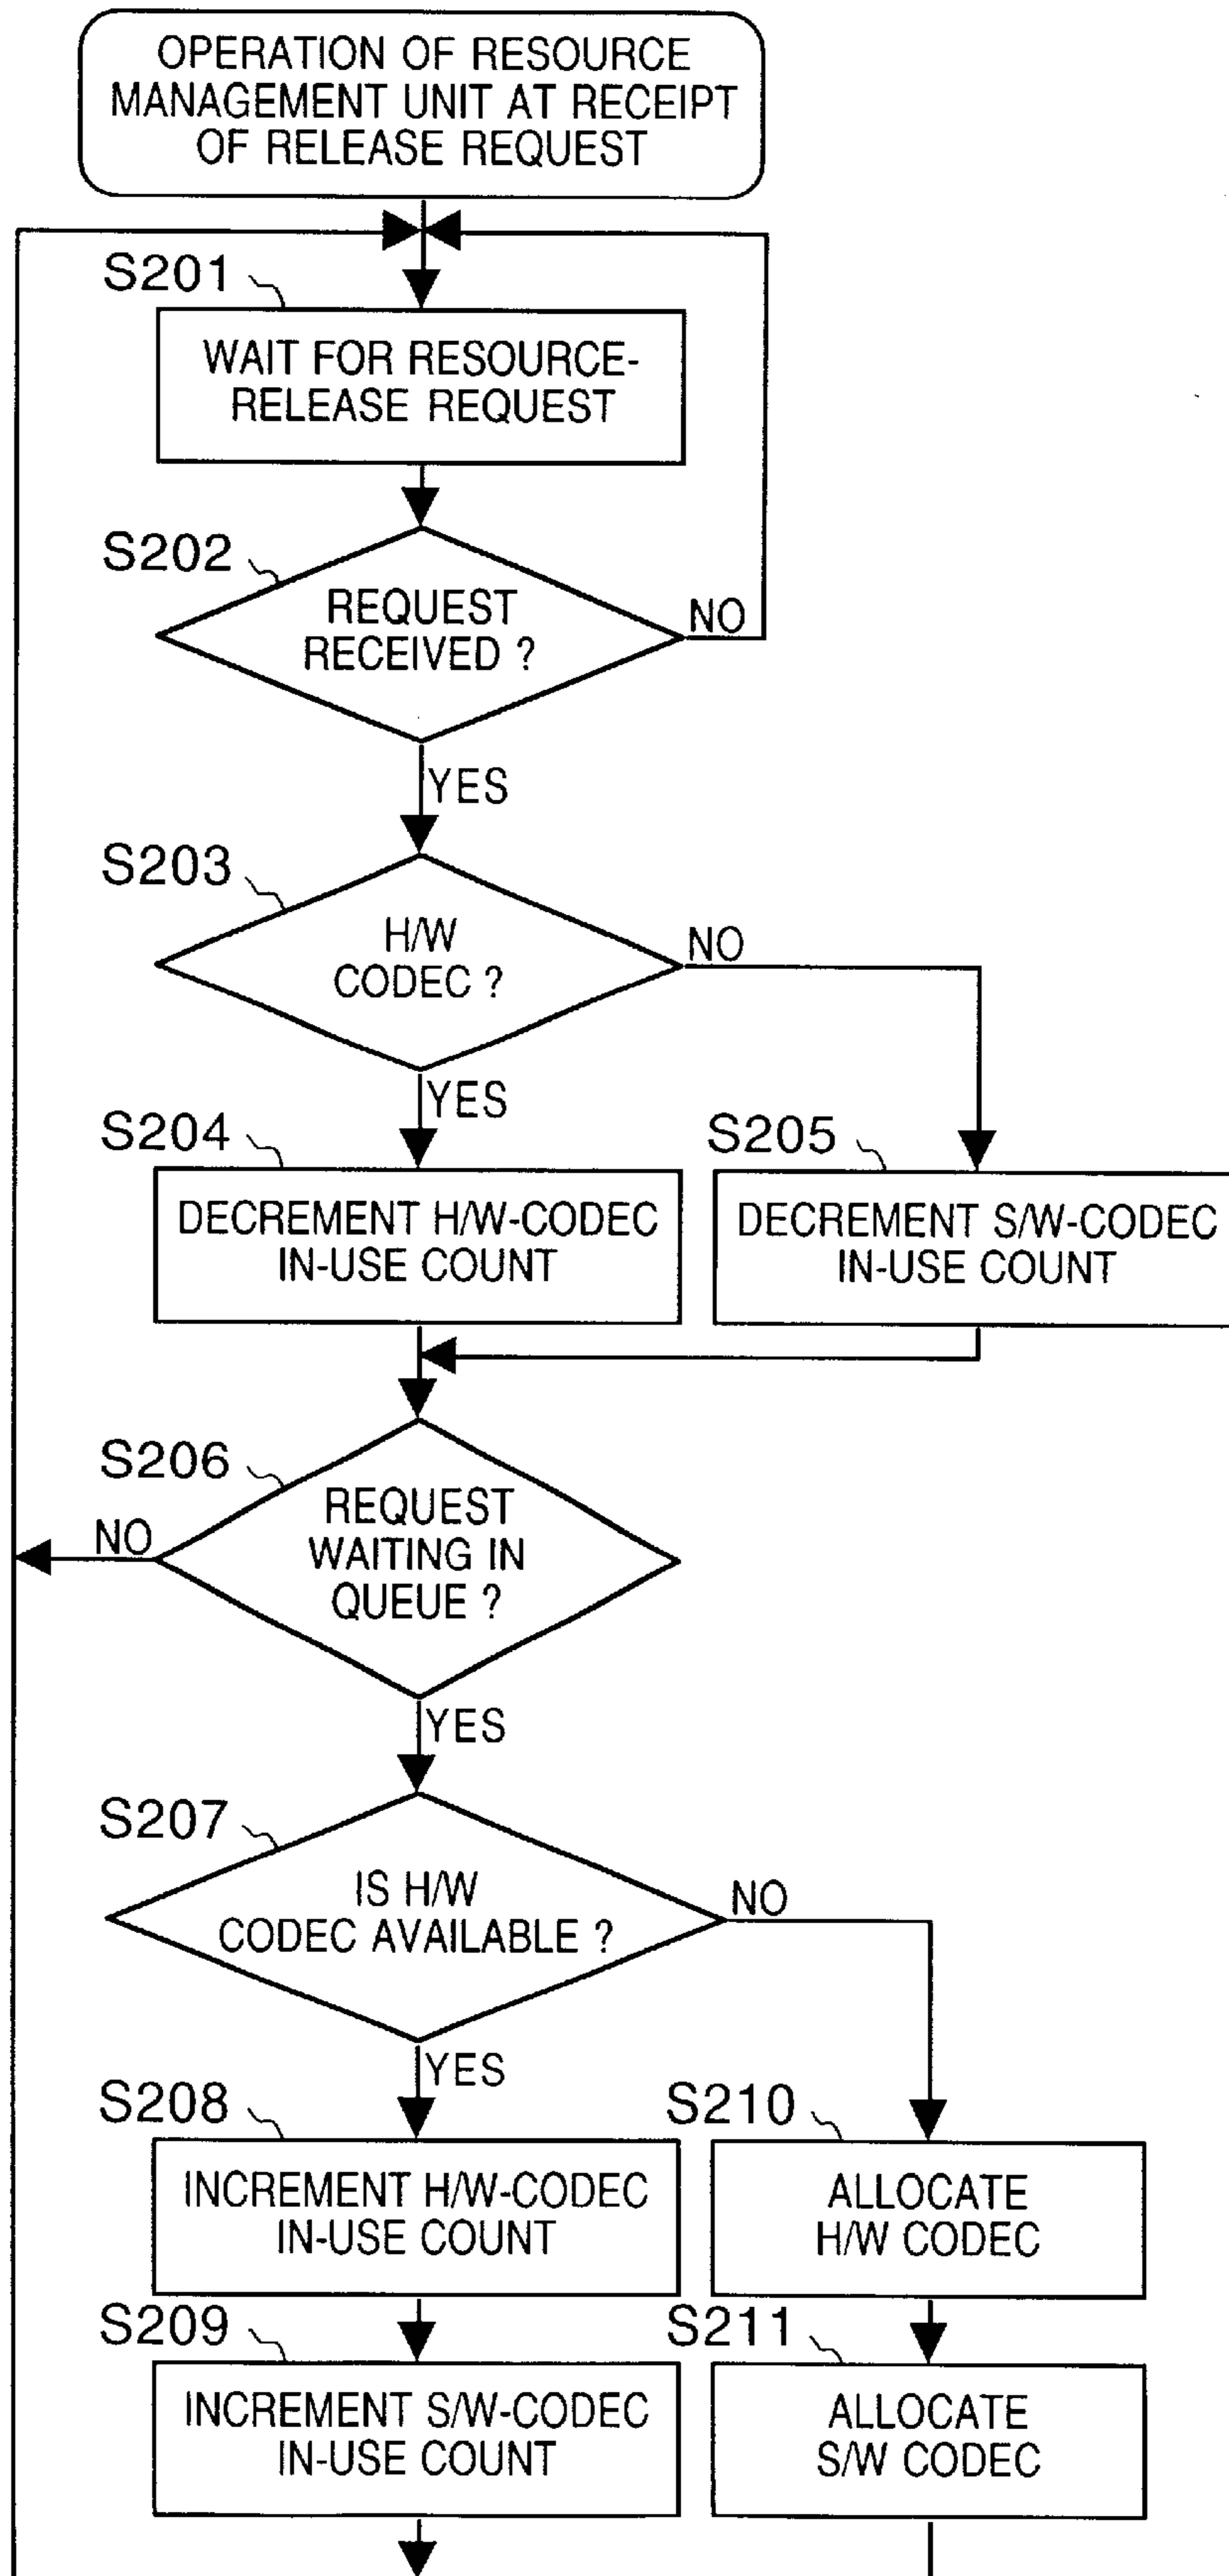 OPERATION OF RESOURCE
MANAGEMENT UNIT AT RECEIPT
OF RELEASE REQUEST
S201
WAIT FOR RESOURCE-
RELEASE REQUEST
S202
REQUEST
RECEIVED ?
NO
YES
S203
H/W
CODEC ?
NO
YES
S204
DECREMENT H/W-CODEC
IN-USE COUNT
S205
DECREMENT S/W-CODEC
IN-USE COUNT
S206
REQUEST
WAITING IN
QUEUE ?
NO
YES
S207
IS H/W
CODEC AVAILABLE ?
NO
YES
S208
INCREMENT H/W-CODEC
IN-USE COUNT
S210
ALLOCATE
H/W CODEC
S209
INCREMENT S/W-CODEC
IN-USE COUNT
S211
ALLOCATE
S/W CODEC